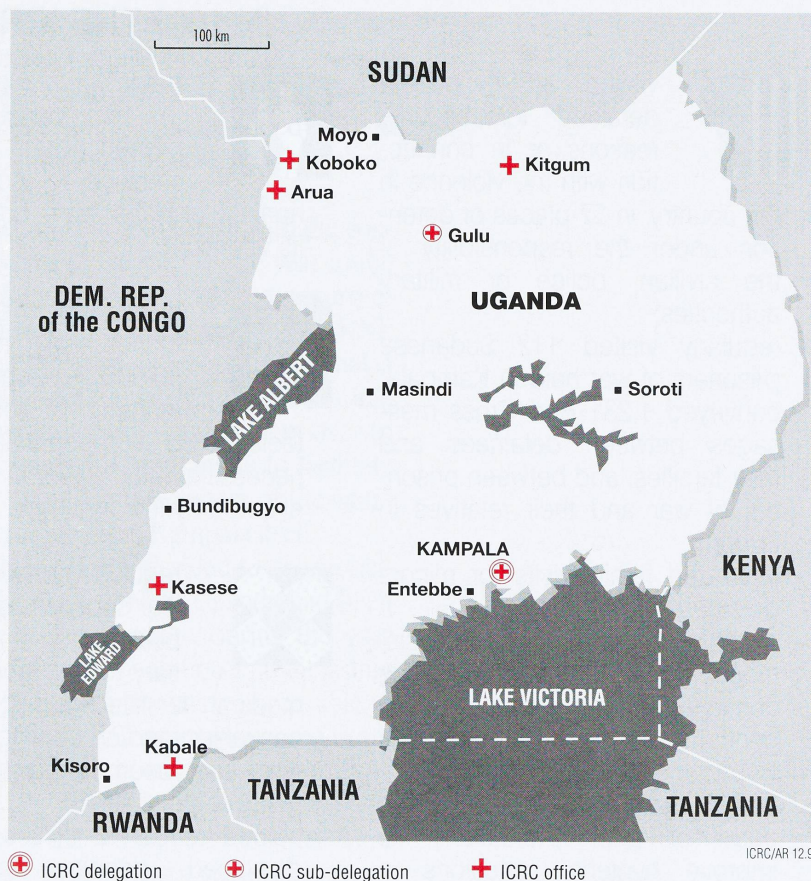 100 km
SUDAN
Moyo
Koboko
Kitgum
Arua
Gulu
DEM. REP.
of the CONGO
UGANDA
LAKE ALBERT
Masindi
Soroti
Bundibugyo
KAMPALA
KENYA
Kasese
Entebbe
LAKE
EDWARD
LAKE VICTORIA
Kabale
Kisoro
TANZANIA
TANZANIA
RWANDA
ICRC/AR 12.9
ICRC delegation
ICRC sub-delegation
ICRC office